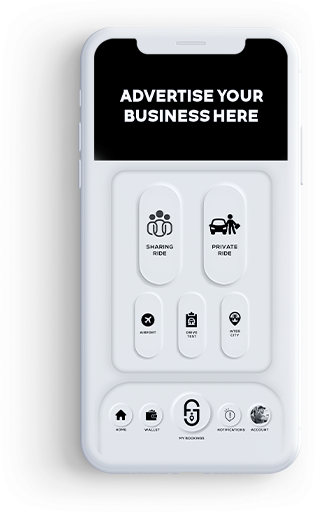 ADVERTISE YOUR
BUSINESS HERE
SHARING
RIDE
PRIVATE
RIDE
AIRPORT
DRIVE
TEST
INTER
CITY
HOME
WALLET
MY BOOKINGS
NOTIFICATIONS
ACCOUNT